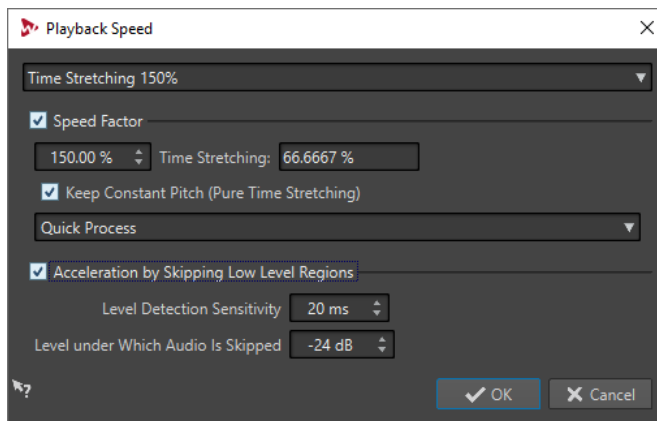 Playback Speed
Time Stretching 150%
Speed Factor
150.00 % Time Stretching: 66.6667 %
Keep Constant Pitch (Pure Time Stretching)
Quick Process
Acceleration by Skipping Low Level Regions
Level Detection Sensitivity 20 ms
Level under Which Audio Is Skipped -24 dB
? OK Cancel